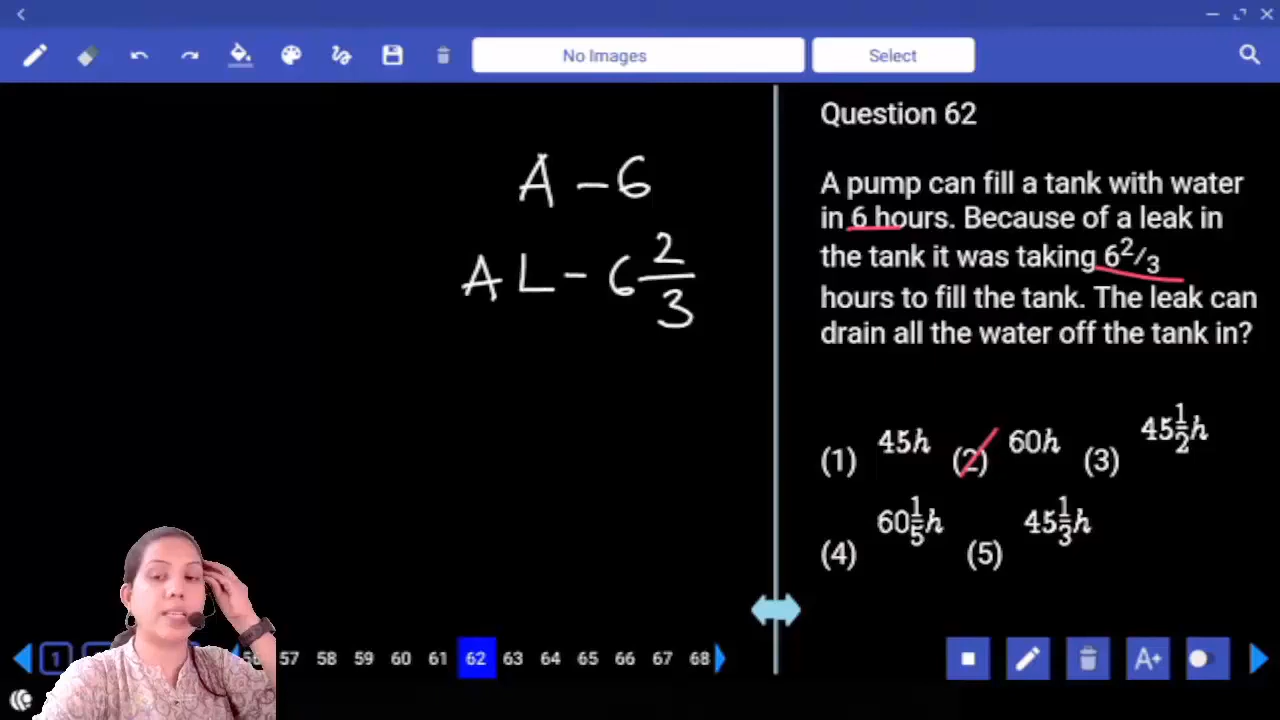 No Images
Select
A - 6
AL - 6 2/3
Question 62
A pump can fill a tank with water
in 6 hours. Because of a leak in
the tank it was taking 6²/₃
hours to fill the tank. The leak can
drain all the water off the tank in?
(1) 45h (2) 60h (3) 45 1/2 h
(4) 60 1/5 h (5) 45 1/3 h
1 57 58 59 60 61 62 63 64 65 66 67 68
A+